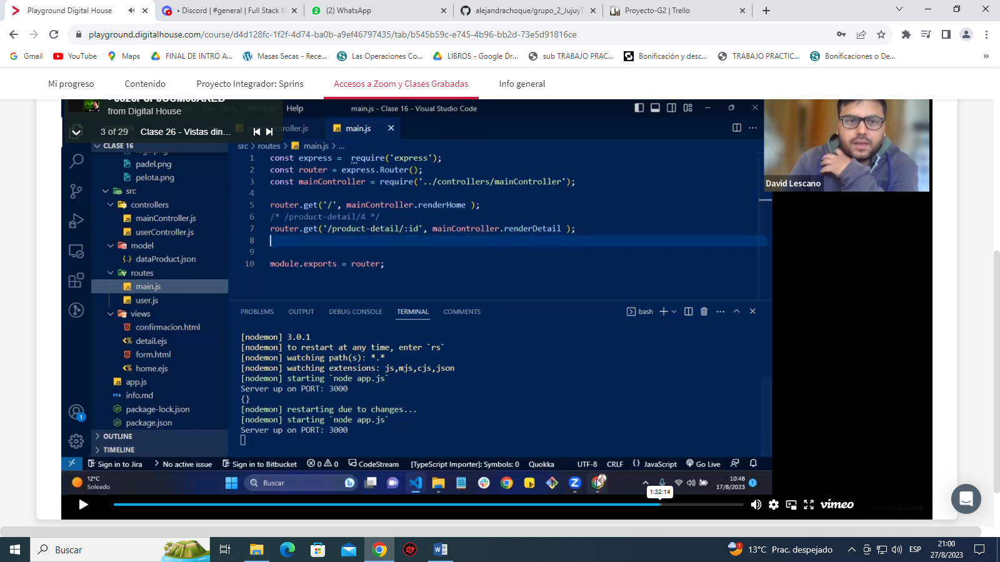 Playground Digital House
• Discord | #general | Full Stack N
(2) WhatsApp
alejandrachoque/grupo_2_JujuyT
Proyecto-G2 | Trello
playground.digitalhouse.com/course/d4d128fc-1f2f-4d74-ba0b-a9ef46797435/tab/b545b59c-e745-4b96-bb2d-73e5d91816ce
Gmail
YouTube
Maps
FINAL DE INTRO A...
Masas Secas - Rece...
Las Operaciones Co...
LIBROS - Google Dr...
sub TRABAJO PRAC...
Bonificación y desc...
TRABAJO PRACTIC...
Bonificaciones o De...
Mi progreso
Contenido
Proyecto Integrador: Sprins
Accesos a Zoom y Clases Grabadas
Info general
from Digital House
3 of 29 Clase 26 - Vistas din...
Help
main.js - Clase 16 - Visual Studio Code
main.js
src > routes > main.js > ...
CLASE 16
padel.png
pelota.png
src
controllers
mainController.js
userController.js
model
dataProduct.json
routes
main.js
user.js
views
confirmacion.html
detail.ejs
form.html
home.ejs
app.js
info.md
package-lock.json
package.json
OUTLINE
TIMELINE
1 const express = require('express');
2 const router = express.Router();
3 const mainController = require('../controllers/mainController');
4
5 router.get('/', mainController.renderHome );
6 /* /product-detail/4 */
7 router.get('/product-detail/:id', mainController.renderDetail );
8
9
10 module.exports = router;
David Lescano
PROBLEMS OUTPUT DEBUG CONSOLE TERMINAL COMMENTS
bash
[nodemon] 3.0.1
[nodemon] to restart at any time, enter `rs`
[nodemon] watching path(s): *.*
[nodemon] watching extensions: js,mjs,cjs,json
[nodemon] starting `node app.js`
Server up on PORT: 3000
{}
[nodemon] restarting due to changes...
[nodemon] starting `node app.js`
Server up on PORT: 3000
Sign in to Jira
No active issue
Sign in to Bitbucket
0 0
CodeStream
[TypeScript Importer]: Symbols: 0
Quokka
UTF-8
CRLF
{} JavaScript
Go Live
12°C
Soleado
Buscar
10:48
17/8/2023
1:32:14
vimeo
DIGITALHOUSE
Buscar
13°C Prac. despejado
ESP
21:00
27/8/2023